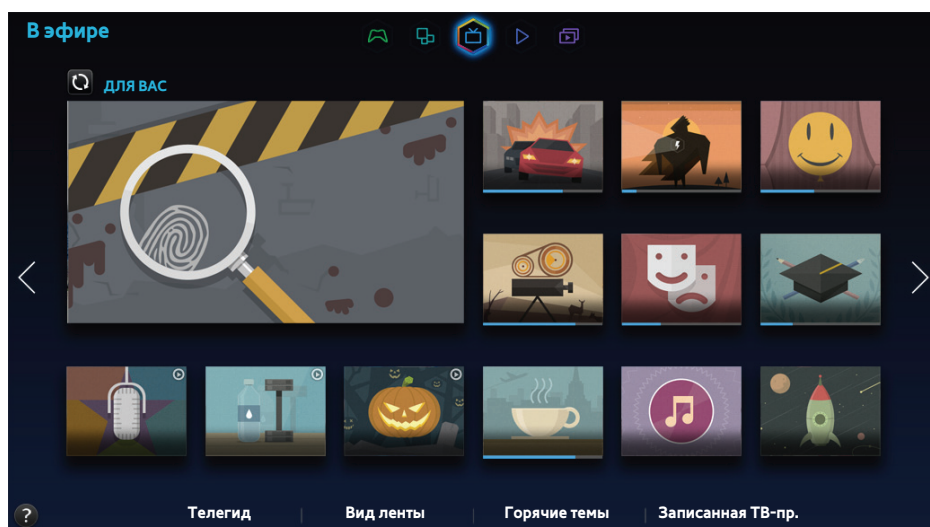 В эфире
ДЛЯ ВАС
?
Телегид
Вид ленты
Горячие темы
Записанная ТВ-пр.